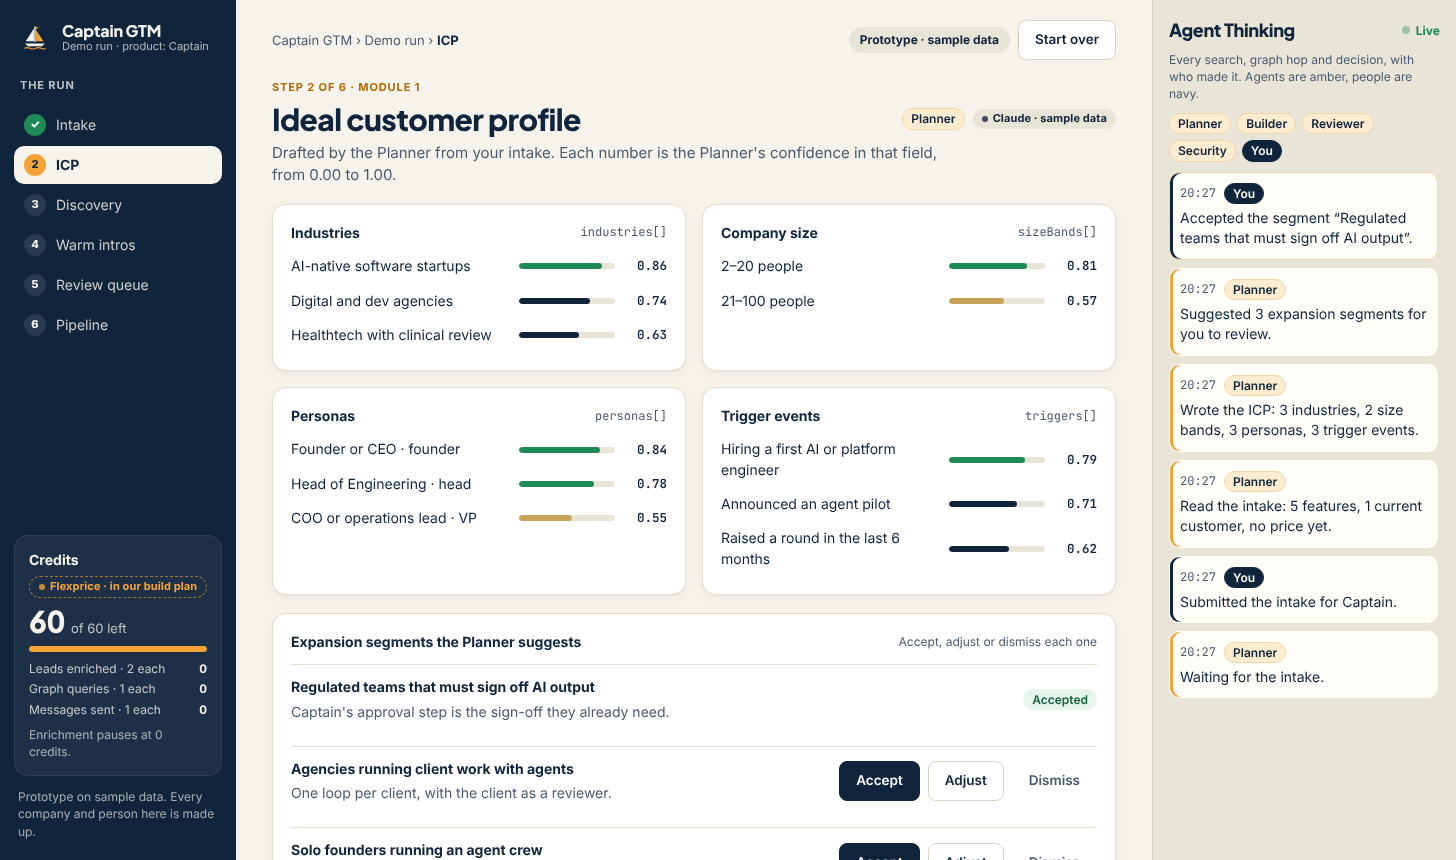 Captain GTM
Demo run · product: Captain
THE RUN
Intake
2 ICP
3 Discovery
4 Warm intros
5 Review queue
6 Pipeline
Credits
Flexprice · in our build plan
60 of 60 left
Leads enriched · 2 each 0
Graph queries · 1 each 0
Messages sent · 1 each 0
Enrichment pauses at 0
credits.
Prototype on sample data. Every
company and person here is made
up.
Captain GTM › Demo run › ICP
Prototype · sample data
Start over
STEP 2 OF 6 · MODULE 1
Ideal customer profile
Planner
Claude · sample data
Drafted by the Planner from your intake. Each number is the Planner's confidence in that field,
from 0.00 to 1.00.
Industries industries[]
AI-native software startups 0.86
Digital and dev agencies 0.74
Healthtech with clinical review 0.63
Company size sizeBands[]
2–20 people 0.81
21–100 people 0.57
Personas personas[]
Founder or CEO · founder 0.84
Head of Engineering · head 0.78
COO or operations lead · VP 0.55
Trigger events triggers[]
Hiring a first AI or platform
engineer 0.79
Announced an agent pilot 0.71
Raised a round in the last 6
months 0.62
Expansion segments the Planner suggests
Accept, adjust or dismiss each one
Regulated teams that must sign off AI output
Captain's approval step is the sign-off they already need.
Accepted
Agencies running client work with agents
One loop per client, with the client as a reviewer.
Accept Adjust Dismiss
Solo founders running an agent crew
Accept Adjust Dismiss
Agent Thinking
Live
Every search, graph hop and decision, with
who made it. Agents are amber, people are
navy.
Planner Builder Reviewer
Security You
20:27 You
Accepted the segment “Regulated
teams that must sign off AI output”.
20:27 Planner
Suggested 3 expansion segments for
you to review.
20:27 Planner
Wrote the ICP: 3 industries, 2 size
bands, 3 personas, 3 trigger events.
20:27 Planner
Read the intake: 5 features, 1 current
customer, no price yet.
20:27 You
Submitted the intake for Captain.
20:27 Planner
Waiting for the intake.